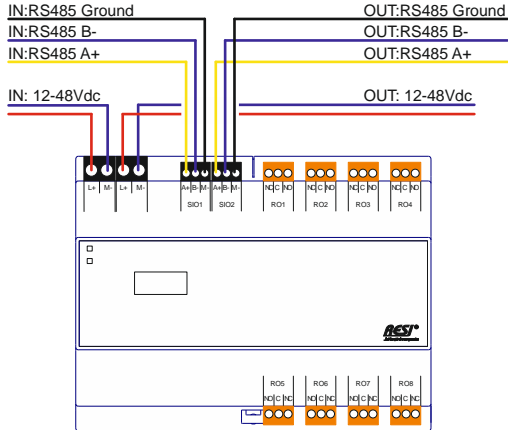 IN:RS485 Ground OUT:RS485 Ground
IN:RS485 B- OUT:RS485 B-
IN:RS485 A+ OUT:RS485 A+
IN: 12-48Vdc OUT: 12-48Vdc
L+ M- L+ M- A+ B- M- A+ B- M- NC C NO NC C NO NC C NO NC C NO
SIO1 SIO2 RO1 RO2 RO3 RO4
RESI®
RO5 RO6 RO7 RO8
NO C NC NO C NC NO C NC NO C NC